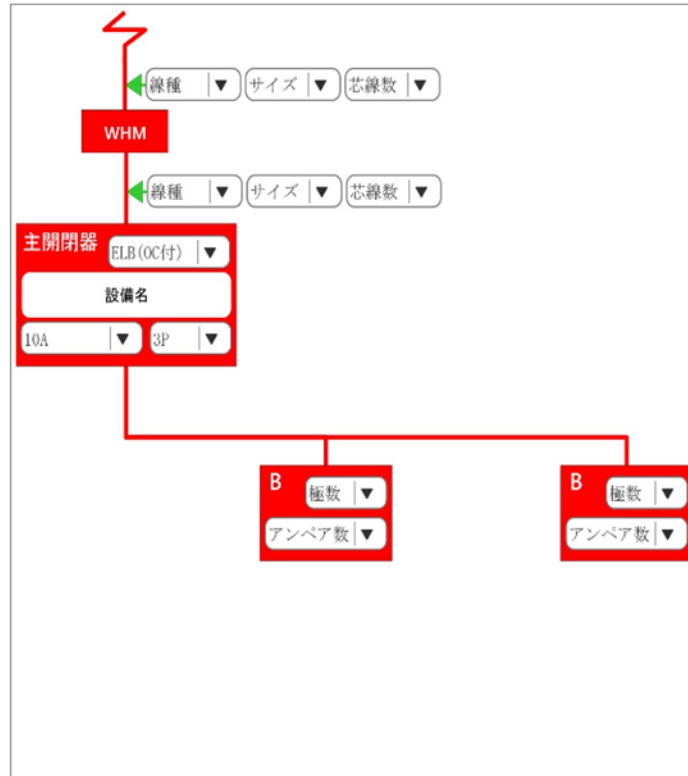 線種 ▼ サイズ ▼ 芯線数 ▼
WHM
線種 ▼ サイズ ▼ 芯線数 ▼
主開閉器 ELB(OC付) ▼
設備名
10A ▼ 3P ▼
B 極数 ▼ B 極数 ▼
アンペア数 ▼ アンペア数 ▼